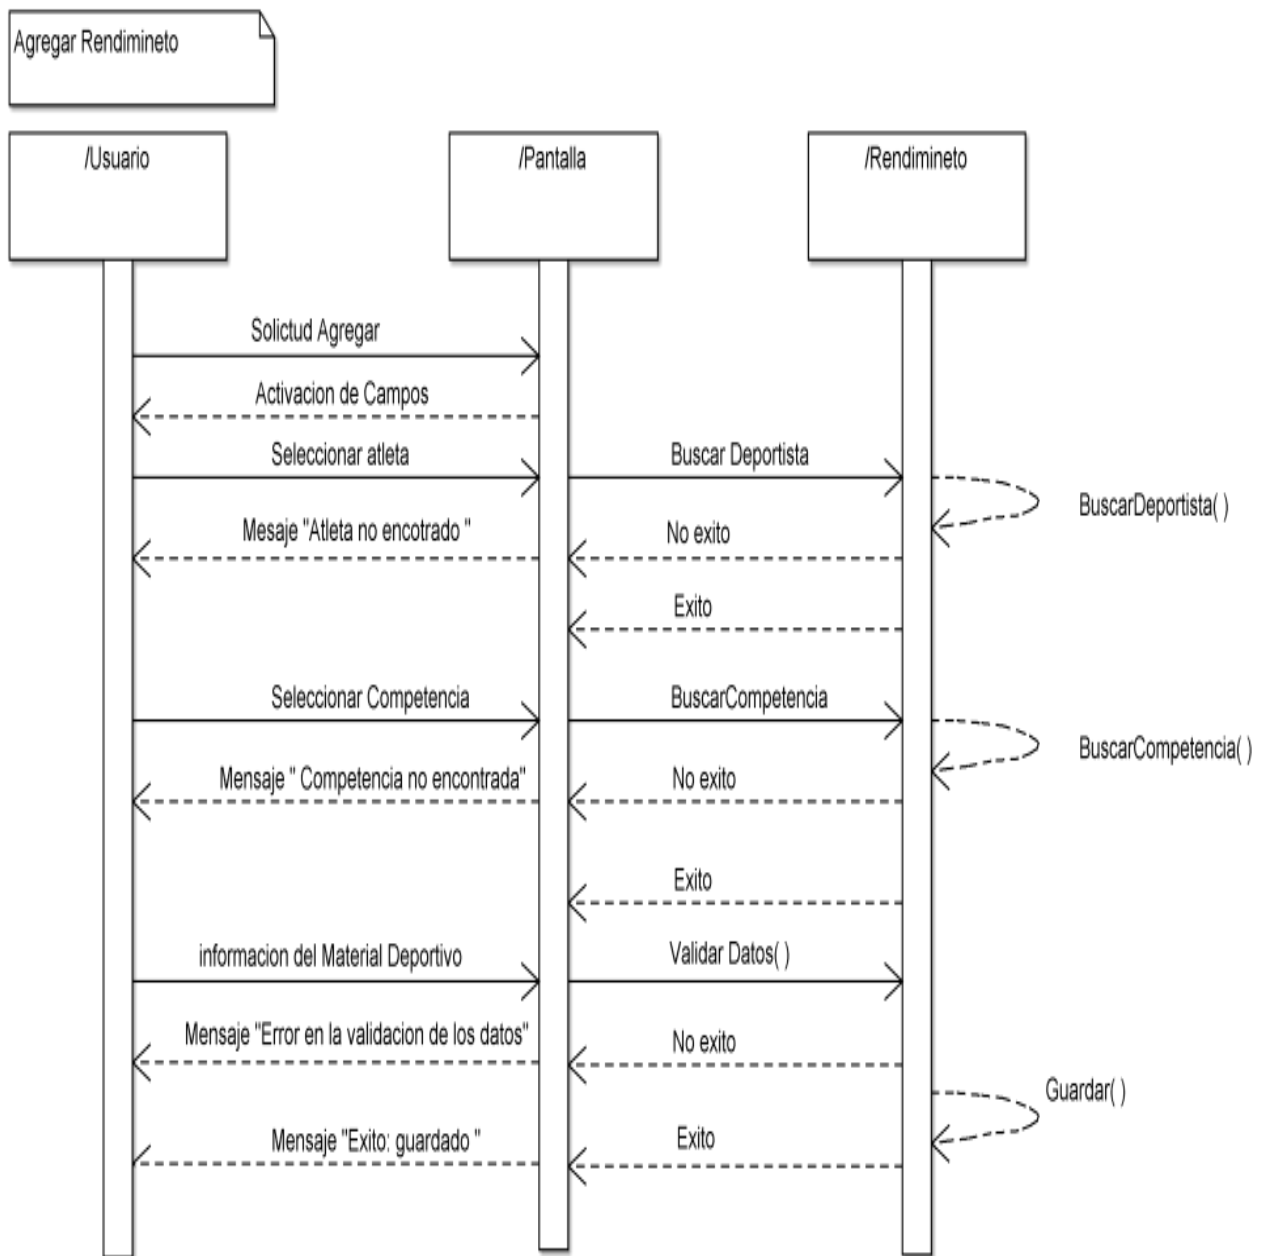 Agregar Rendimineto
/Usuario
/Pantalla
/Rendimineto
Solictud Agregar
Activacion de Campos
Seleccionar atleta
Buscar Deportista
BuscarDeportista( )
Mesaje "Atleta no encotrado "
No exito
Exito
Seleccionar Competencia
BuscarCompetencia
BuscarCompetencia( )
Mensaje " Competencia no encontrada"
No exito
Exito
informacion del Material Deportivo
Validar Datos( )
Mensaje "Error en la validacion de los datos"
No exito
Guardar( )
Mensaje "Exito: guardado "
Exito